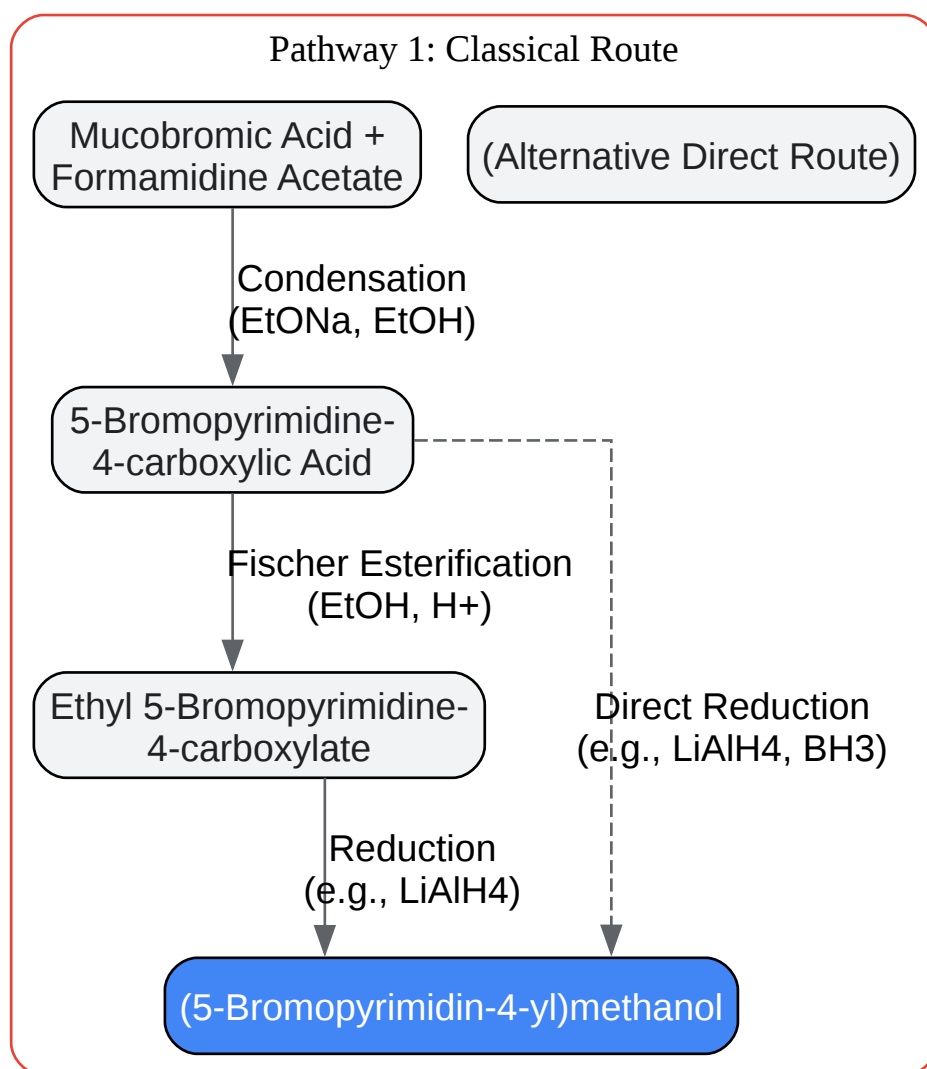 Pathway 1: Classical Route
Mucobromic Acid +
Formamidine Acetate
(Alternative Direct Route)
Condensation
(EtONa, EtOH)
5-Bromopyrimidine-
4-carboxylic Acid
Fischer Esterification
(EtOH, H+)
Ethyl 5-Bromopyrimidine-
4-carboxylate
Direct Reduction
(e.g., LiAlH4, BH3)
Reduction
(e.g., LiAlH4)
(5-Bromopyrimidin-4-yl)methanol